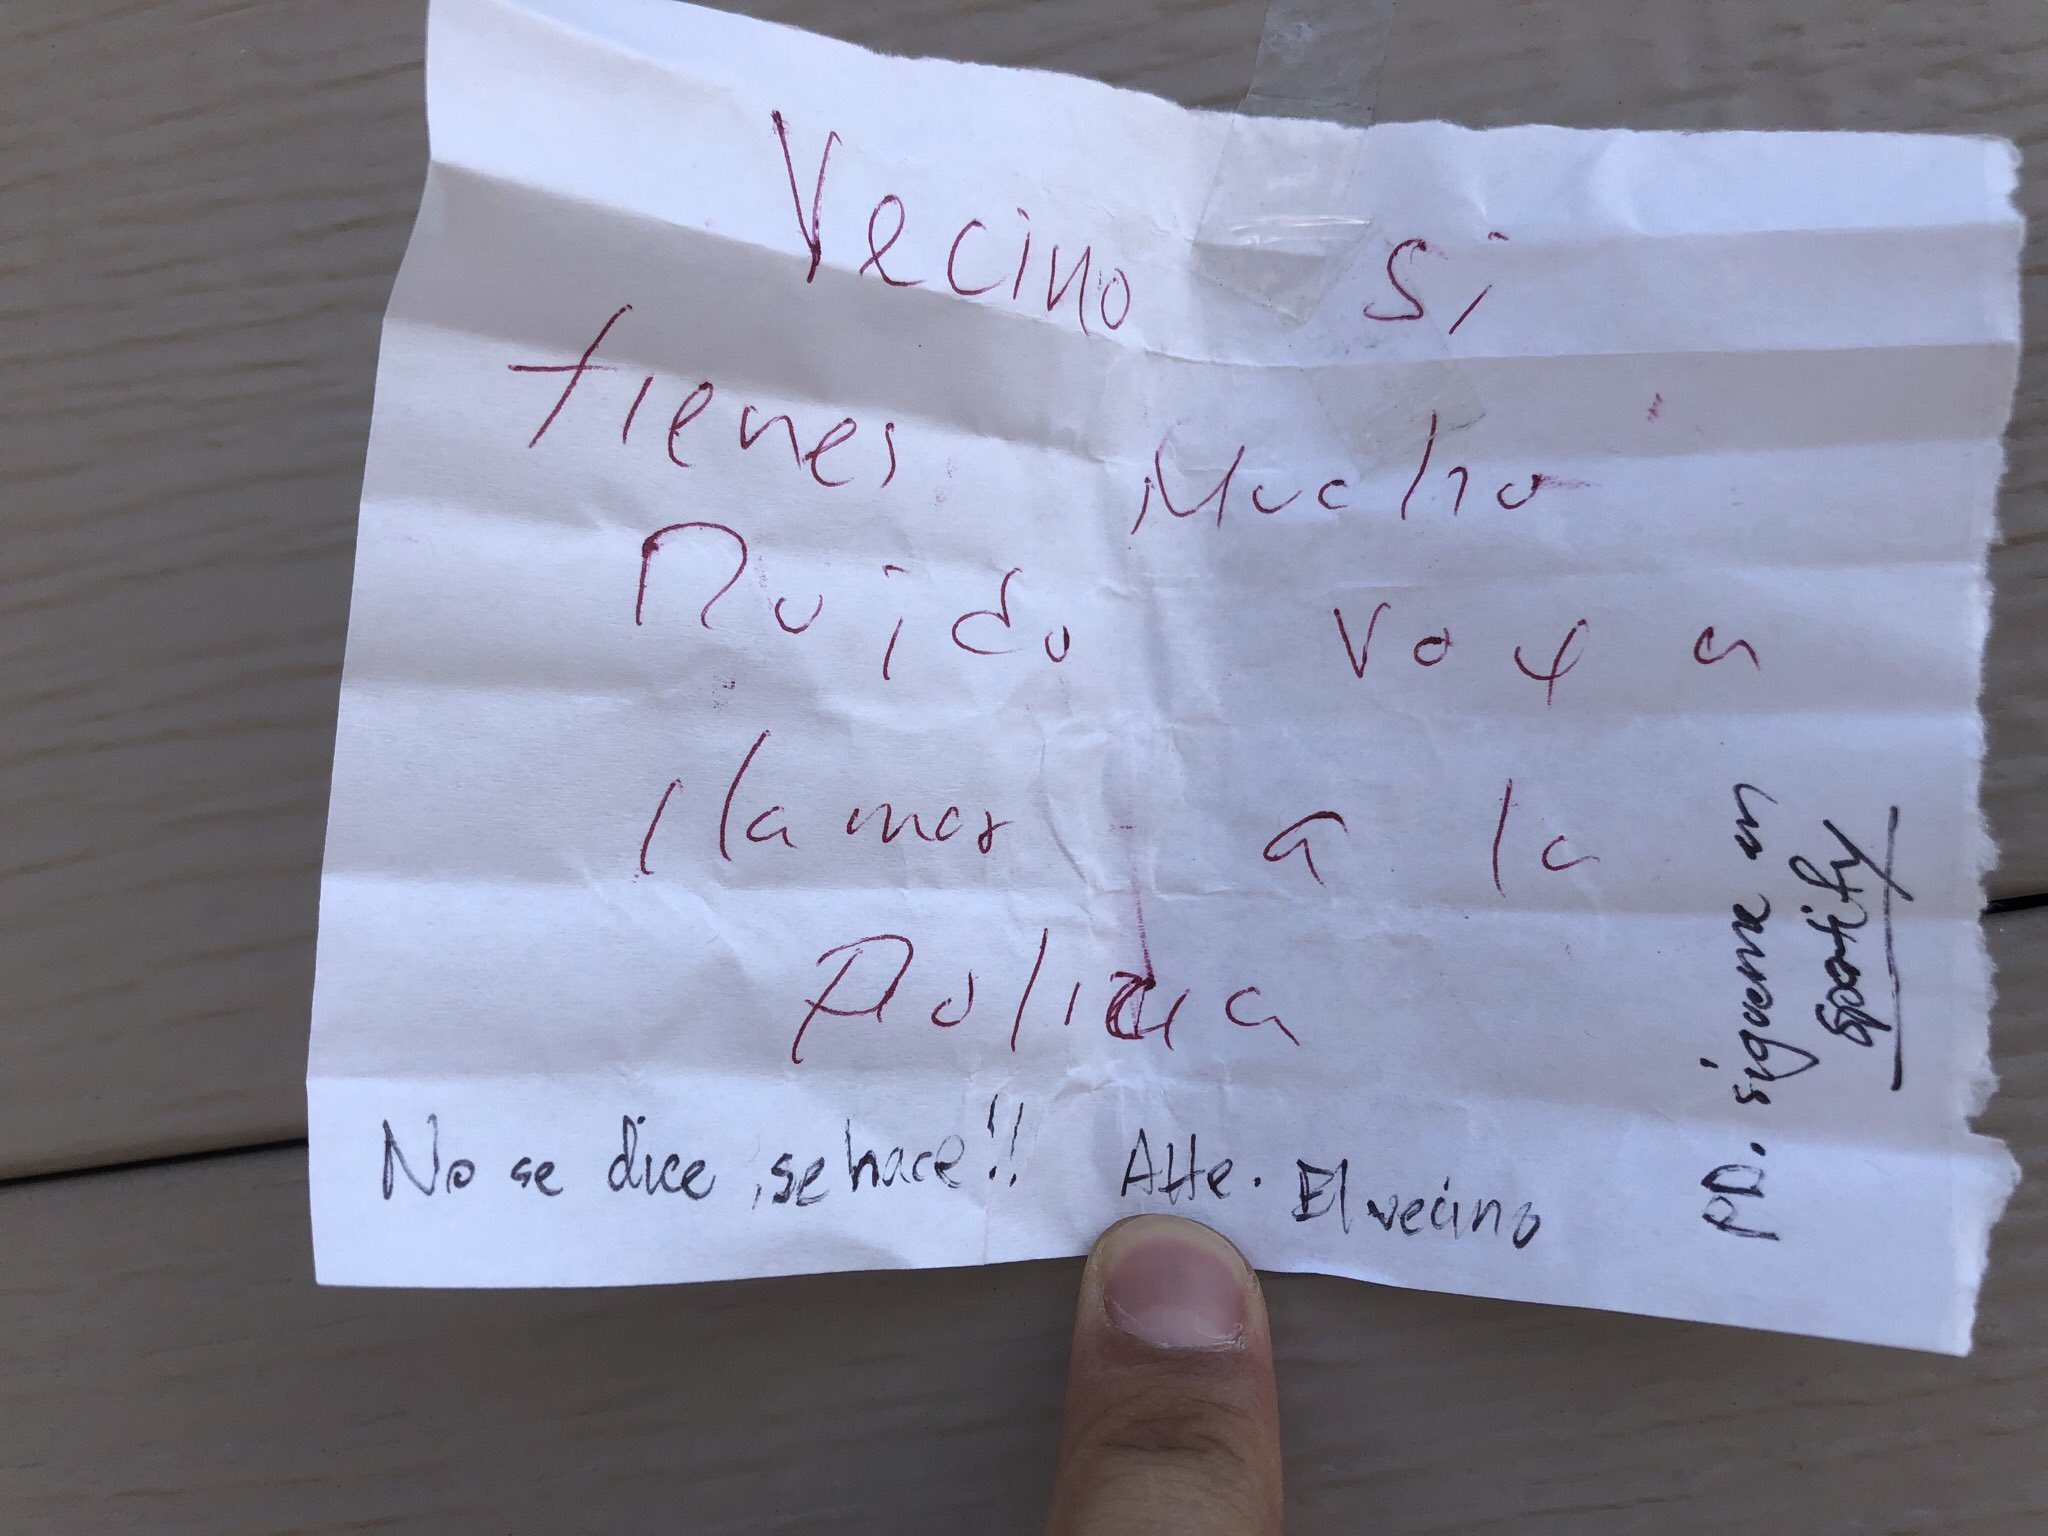 Vecino si
tienes Mucho
Ruido voy a
llamar a la
Policia
No se dice, se hace!! Atte. El vecino
PD. sigueme en
spotify